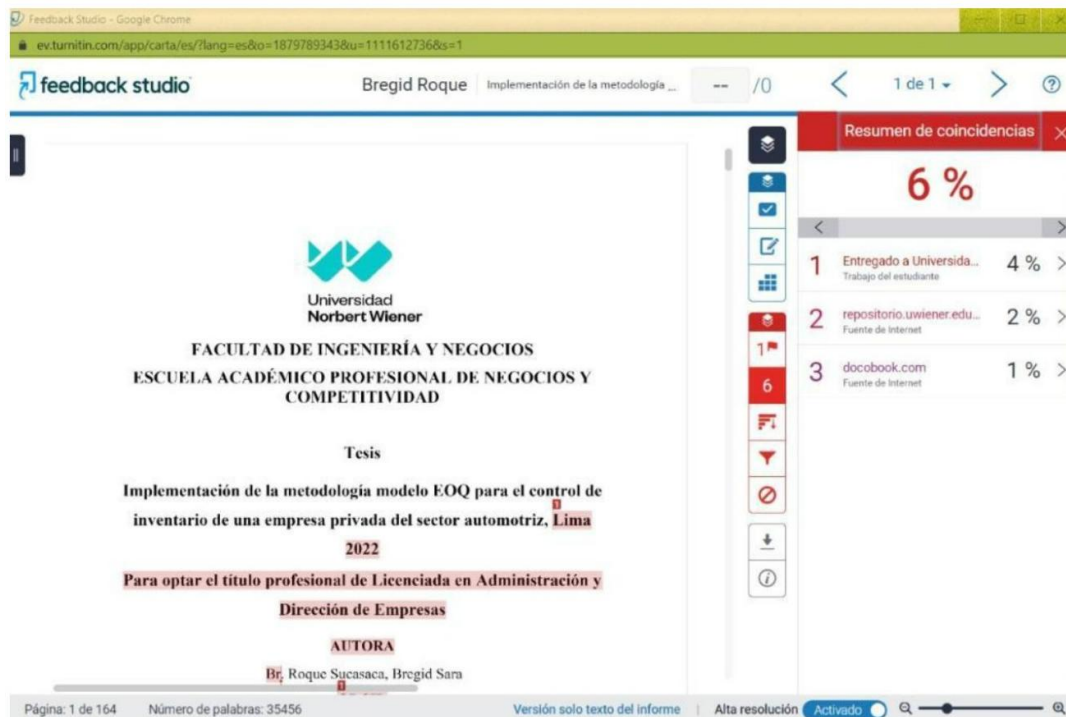 Feedback Studio - Google Chrome
ev.turnitin.com/app/carta/es/?lang=es&o=1879789343&u=1111612736&s=1
feedback studio
Bregid Roque
Implementación de la metodología ...
-- /0
1 de 1
Resumen de coincidencias
6 %
1 Entregado a Universida... 4 %
Trabajo del estudiante
2 repositorio.uwiener.edu... 2 %
Fuente de Internet
3 docobook.com 1 %
Fuente de Internet
1
6
Universidad
Norbert Wiener
FACULTAD DE INGENIERÍA Y NEGOCIOS
ESCUELA ACADÉMICO PROFESIONAL DE NEGOCIOS Y
COMPETITIVIDAD
Tesis
Implementación de la metodología modelo EOQ para el control de
inventario de una empresa privada del sector automotriz, Lima
2022
Para optar el título profesional de Licenciada en Administración y
Dirección de Empresas
AUTORA
Br, Roque Sucasaca, Bregid Sara
Página: 1 de 164
Número de palabras: 35456
Versión solo texto del informe
Alta resolución
Activado